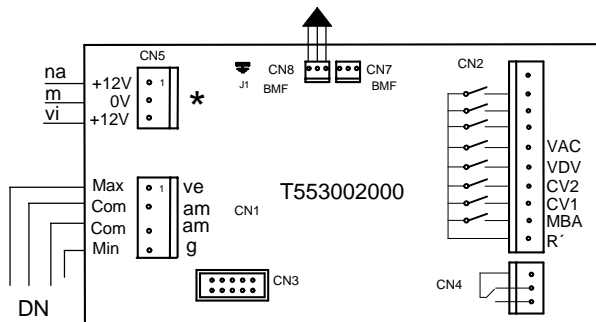 CN5
na +12V 1
m 0V *
vi +12V
J1
CN8 CN7
BMF BMF
CN2
VAC
VDV
CV2
CV1
MBA
R´
T553002000
Max 1 ve
Com am
Com am
Min g
CN1
DN
CN3
CN4